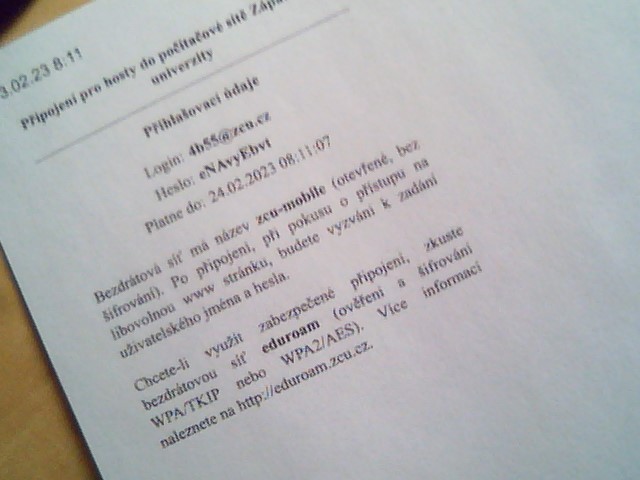 3.02.23 8:11
Připojení pro hosty do počítačové sítě
univerzity
Přihlašovací údaje
Login: 4b55@zcu.cz
Heslo: eNAvyEbvt
Platne do: 24.02.2023 08:11:07
Bezdrátová síť má název zcu-mobile (otevřené, bez
šifrování). Po připojení, při pokusu o přístupu na
libovolnou www stránku, budete vyzváni k zadání
uživatelského jména a hesla.
Chcete-li využít zabezpečené připojení, zkuste
bezdrátovou síť eduroam (ověření a šifrování
WPA/TKIP nebo WPA2/AES). Více informací
naleznete na http://eduroam.zcu.cz.